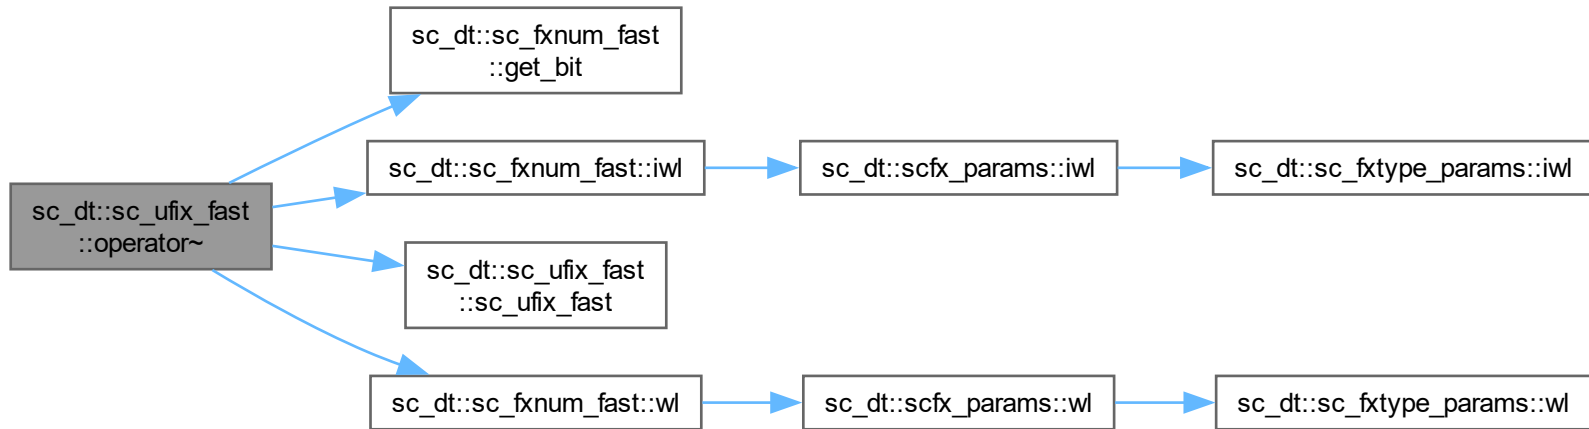 sc_dt::sc_ufix_fast
::operator~
sc_dt::sc_fxnum_fast
::get_bit
sc_dt::sc_fxnum_fast::iwl
sc_dt::scfx_params::iwl
sc_dt::sc_fxtype_params::iwl
sc_dt::sc_ufix_fast
::sc_ufix_fast
sc_dt::sc_fxnum_fast::wl
sc_dt::scfx_params::wl
sc_dt::sc_fxtype_params::wl